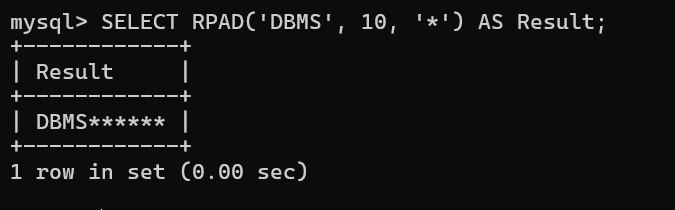 mysql> SELECT RPAD('DBMS', 10, '*') AS Result;
+------------+
| Result     |
+------------+
| DBMS****** |
+------------+
1 row in set (0.00 sec)